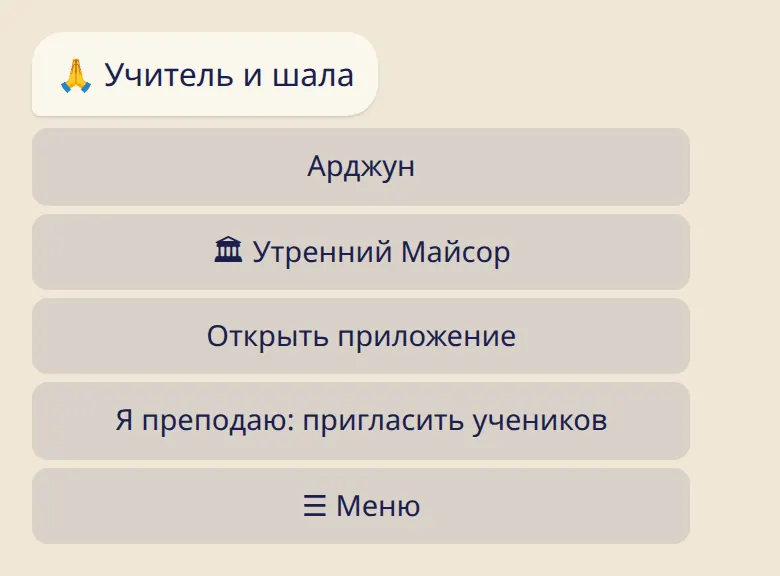 🙏 Учитель и шала
Арджун
🏛 Утренний Майсор
Открыть приложение
Я преподаю: пригласить учеников
☰ Меню